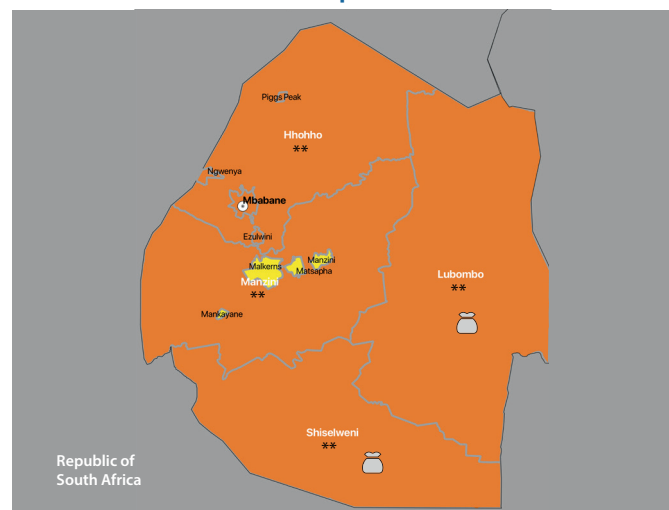 Piggs Peak
Hhohho
**
Ngwenya
Mbabane
Ezulwini
Malkerns
Manzini
Matsapha
Manzini
**
Lubombo
**
Mankayane
Shiselweni
**
Republic of
South Africa